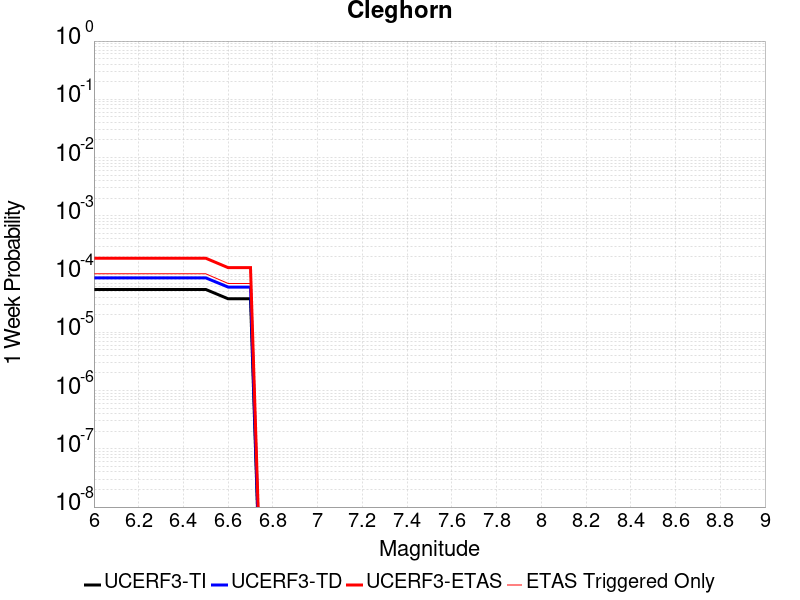 Cleghorn
10^0
10^-1
10^-2
10^-3
10^-4
10^-5
10^-6
10^-7
10^-8
1 Week Probability
6 6.2 6.4 6.6 6.8 7 7.2 7.4 7.6 7.8 8 8.2 8.4 8.6 8.8 9
Magnitude
UCERF3-TI UCERF3-TD UCERF3-ETAS ETAS Triggered Only